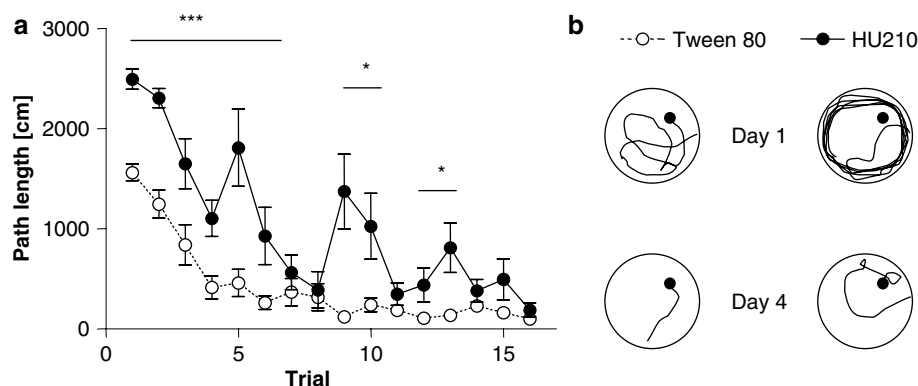 a
***
*
*
3000
2000
1000
0
Path length [cm]
0 5 10 15
Trial
b
Tween 80 HU210
Day 1
Day 4